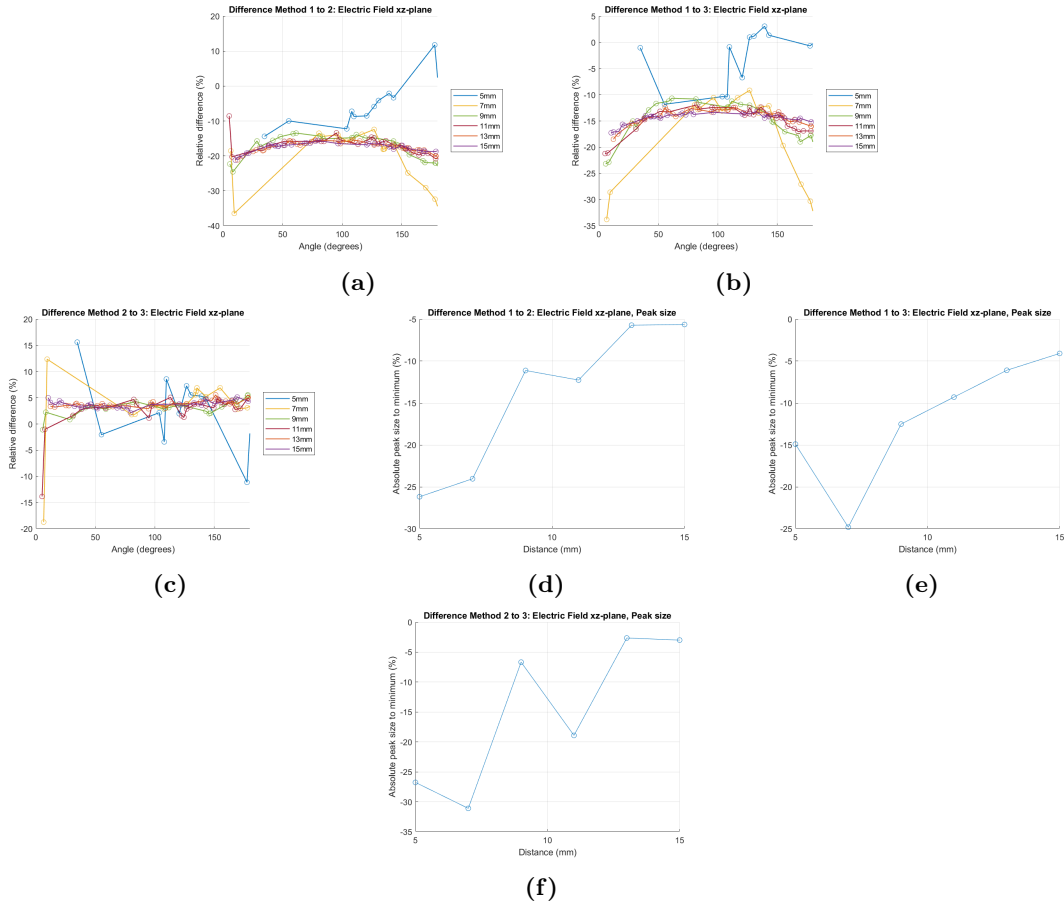 Difference Method 1 to 2: Electric Field xz-plane
20
10
0
-10
-20
-30
-40
0
50
100
150
Relative difference (%)
Angle (degrees)
5mm
7mm
9mm
11mm
13mm
15mm
(a)
Difference Method 1 to 3: Electric Field xz-plane
5
0
-5
-10
-15
-20
-25
-30
-35
0
50
100
150
Relative difference (%)
Angle (degrees)
5mm
7mm
9mm
11mm
13mm
15mm
(b)
Difference Method 2 to 3: Electric Field xz-plane
20
15
10
5
0
-5
-10
-15
-20
0
50
100
150
Relative difference (%)
Angle (degrees)
5mm
7mm
9mm
11mm
13mm
15mm
(c)
Difference Method 1 to 2: Electric Field xz-plane, Peak size
-5
-10
-15
-20
-25
-30
5
10
15
Absolute peak size to minimum (%)
Distance (mm)
(d)
Difference Method 1 to 3: Electric Field xz-plane, Peak size
0
-5
-10
-15
-20
-25
5
10
15
Absolute peak size to minimum (%)
Distance (mm)
(e)
Difference Method 2 to 3: Electric Field xz-plane, Peak size
0
-5
-10
-15
-20
-25
-30
-35
5
10
15
Absolute peak size to minimum (%)
Distance (mm)
(f)